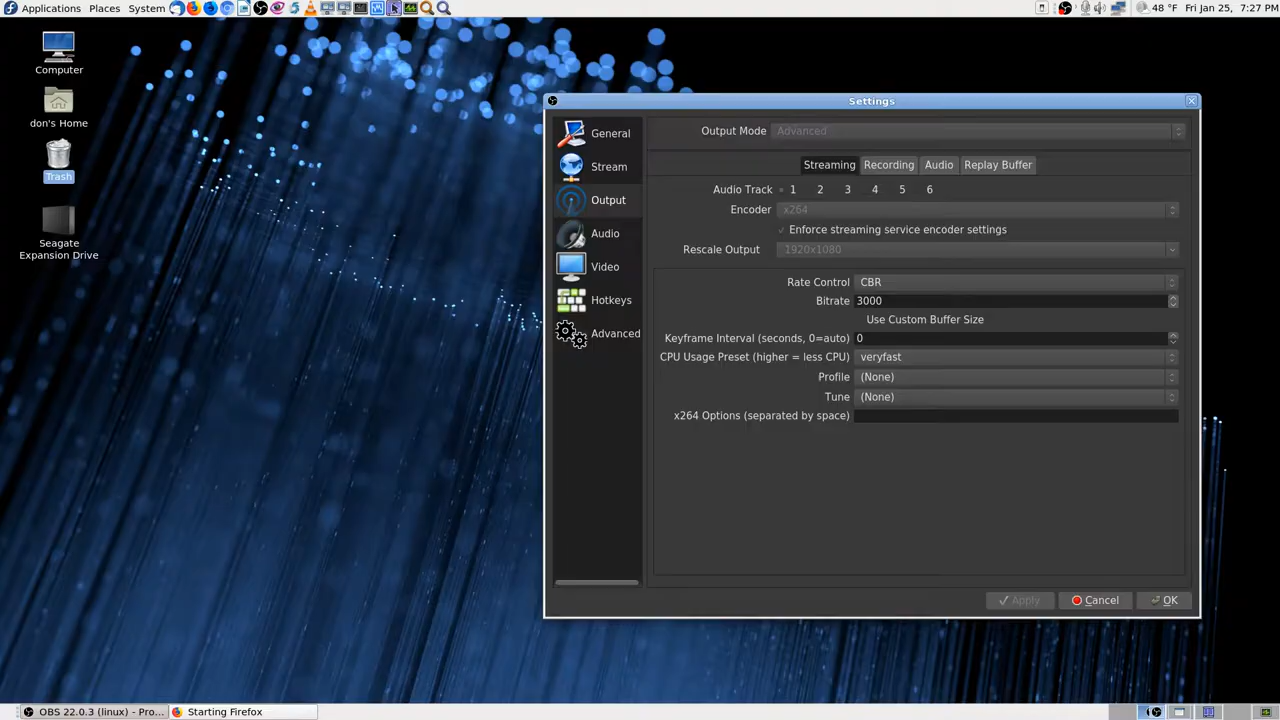 Applications Places System 48 °F Fri Jan 25, 7:27 PM
Computer
don's Home
Trash
Seagate
Expansion Drive
Settings
General
Stream
Output
Audio
Video
Hotkeys
Advanced
Output Mode Advanced
Streaming Recording Audio Replay Buffer
Audio Track 1 2 3 4 5 6
Encoder x264
Enforce streaming service encoder settings
Rescale Output 1920x1080
Rate Control CBR
Bitrate 3000
Use Custom Buffer Size
Keyframe Interval (seconds, 0=auto) 0
CPU Usage Preset (higher = less CPU) veryfast
Profile (None)
Tune (None)
x264 Options (separated by space)
Apply Cancel OK
OBS 22.0.3 (linux) - Pro... Starting Firefox